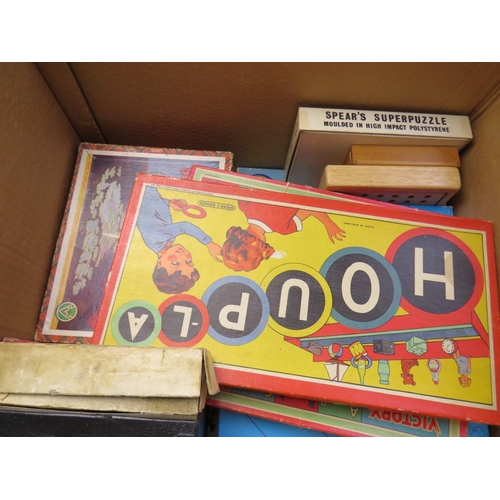 SPEAR'S SUPERPUZZLE
MOULDED IN HIGH IMPACT POLYSTYRENE
HOUP-LA
VICTORY